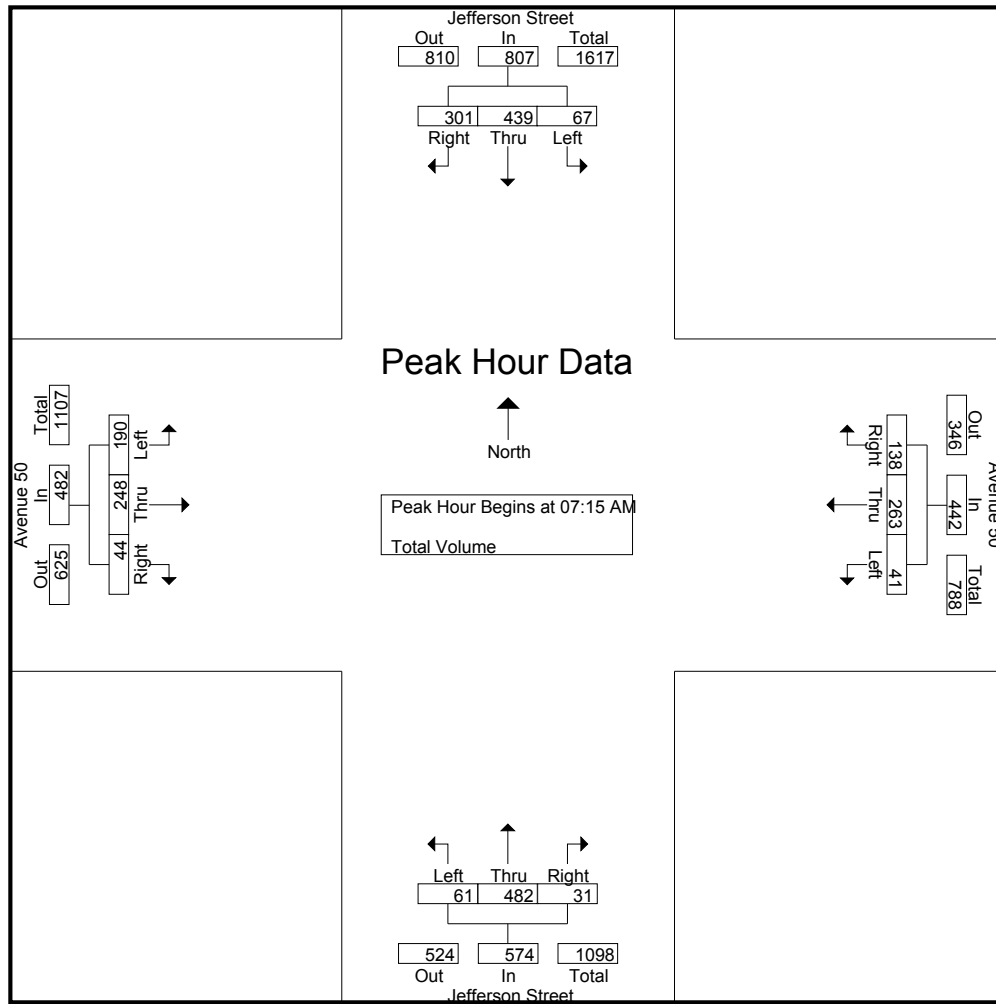 Jefferson Street
Out In Total
810 807 1617
301 439 67
Right Thru Left
Peak Hour Data
North
Peak Hour Begins at 07:15 AM
Total Volume
Avenue 50
Out In Total
625 482 1107
44 248 190
Right Thru Left
Avenue 50
Out In Total
346 442 788
138 263 41
Right Thru Left
Left Thru Right
61 482 31
524 574 1098
Out In Total
Jefferson Street